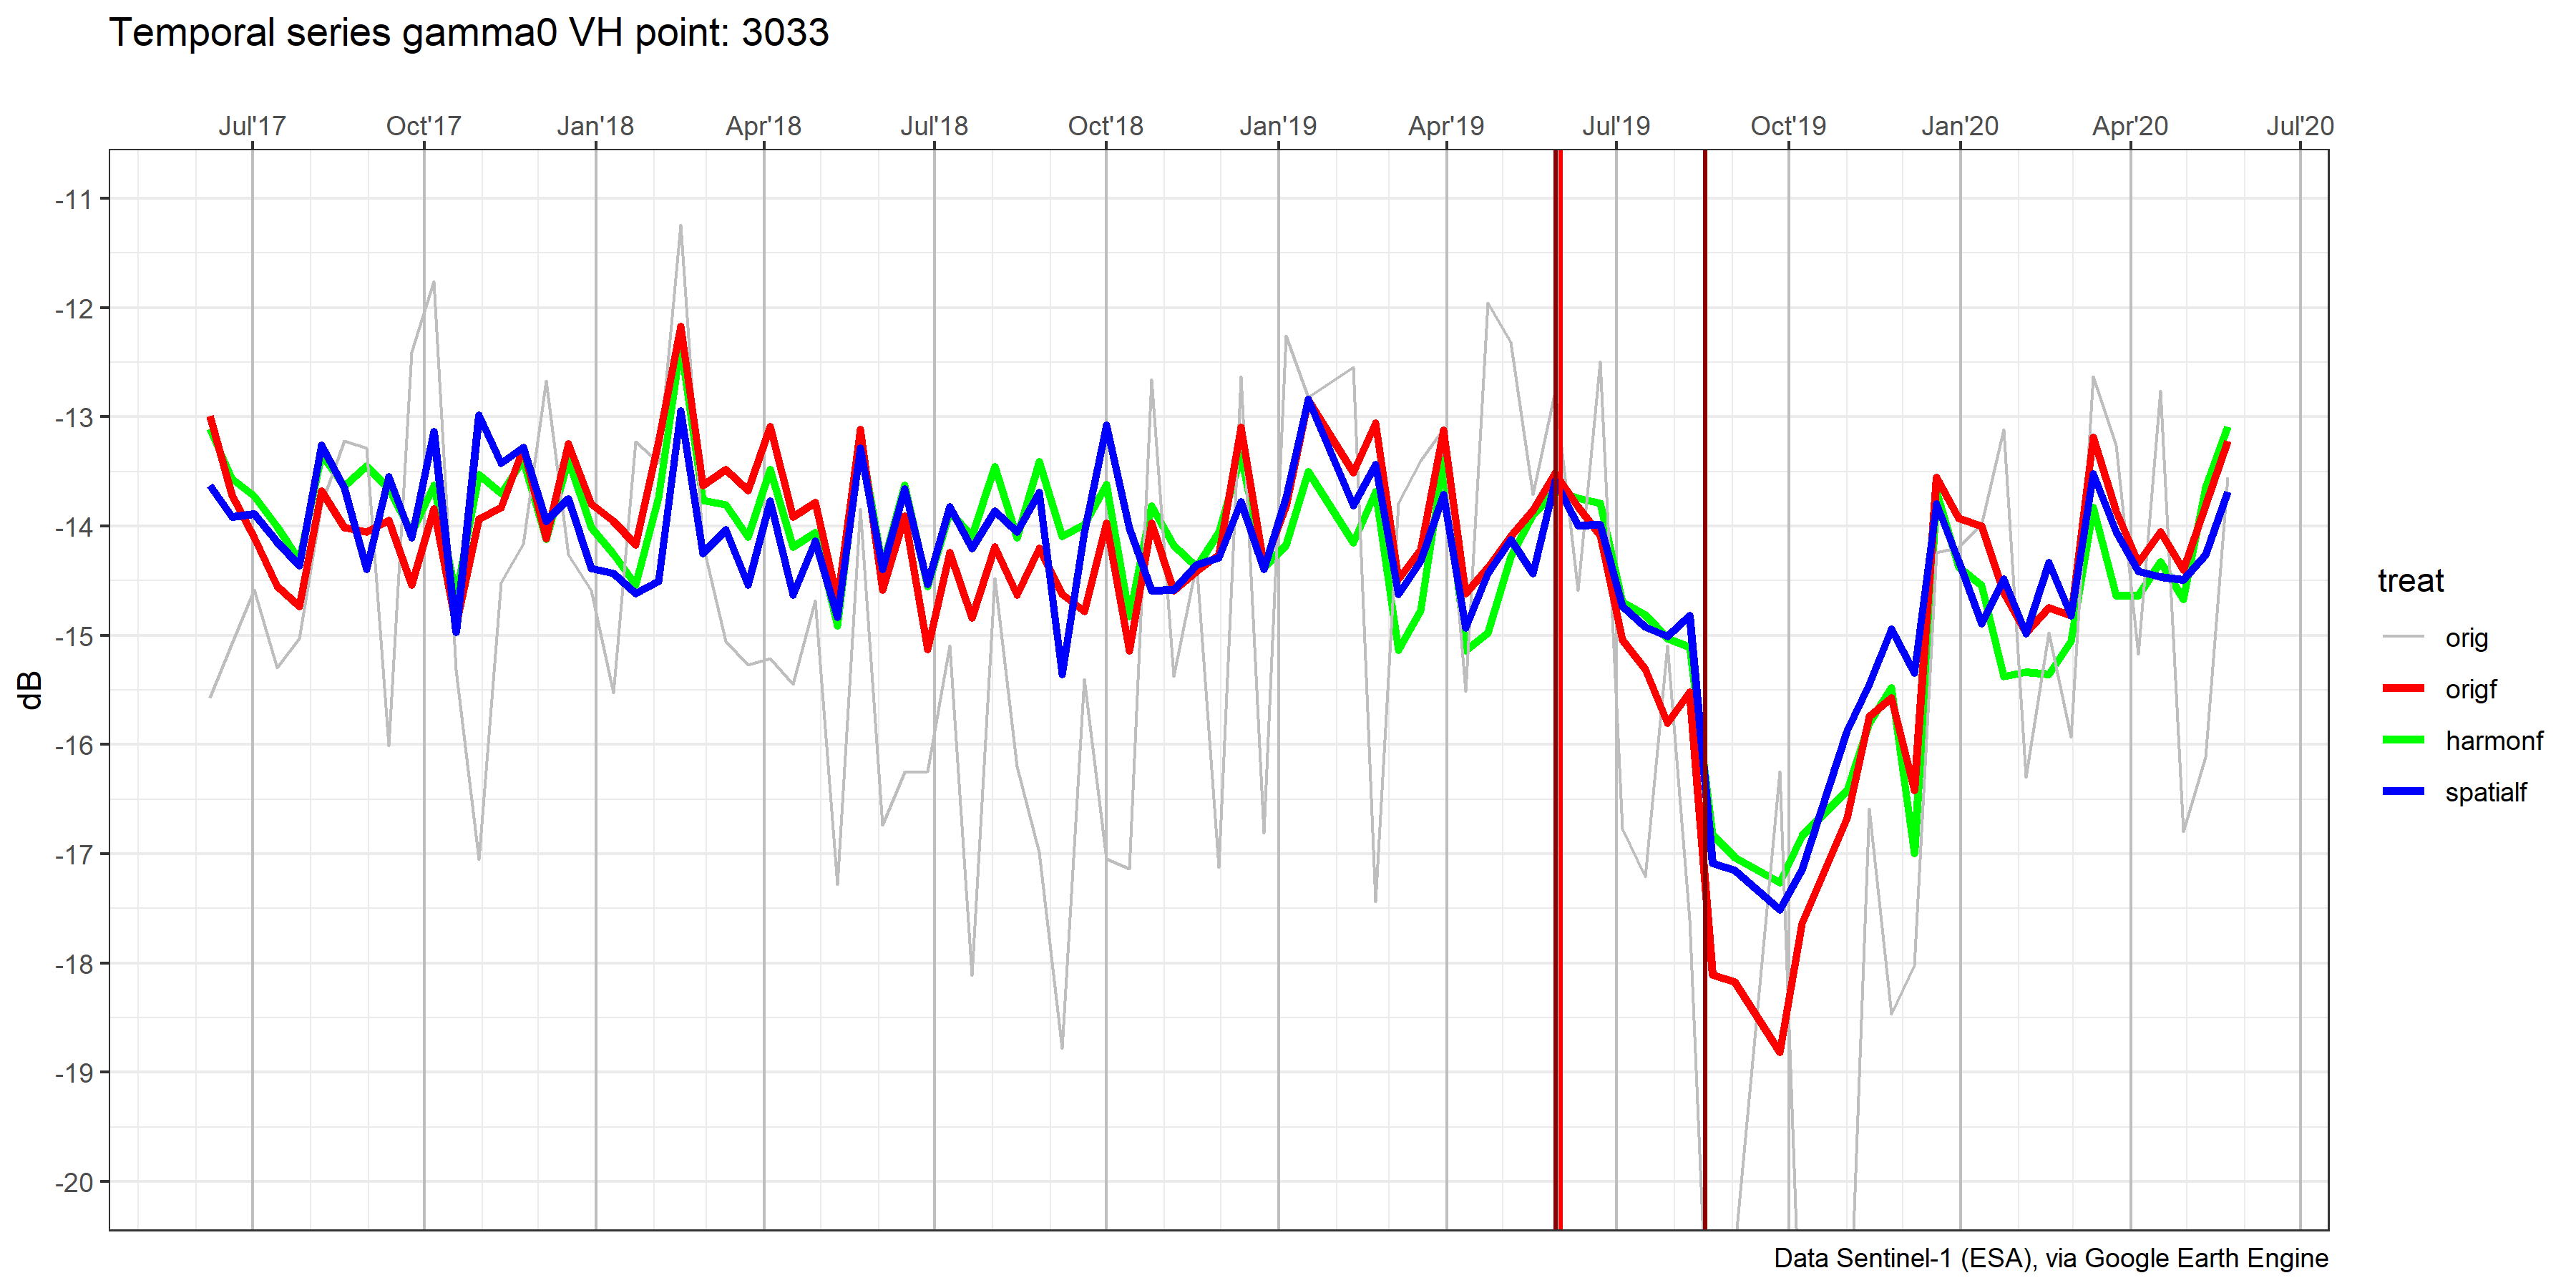 Temporal series gamma0 VH point: 3033
Jul'17 Oct'17 Jan'18 Apr'18 Jul'18 Oct'18 Jan'19 Apr'19 Jul'19 Oct'19 Jan'20 Apr'20 Jul'20
-11
-12
-13
-14
-15
-16
-17
-18
-19
-20
dB
treat
orig
origf
harmonf
spatialf
Data Sentinel-1 (ESA), via Google Earth Engine